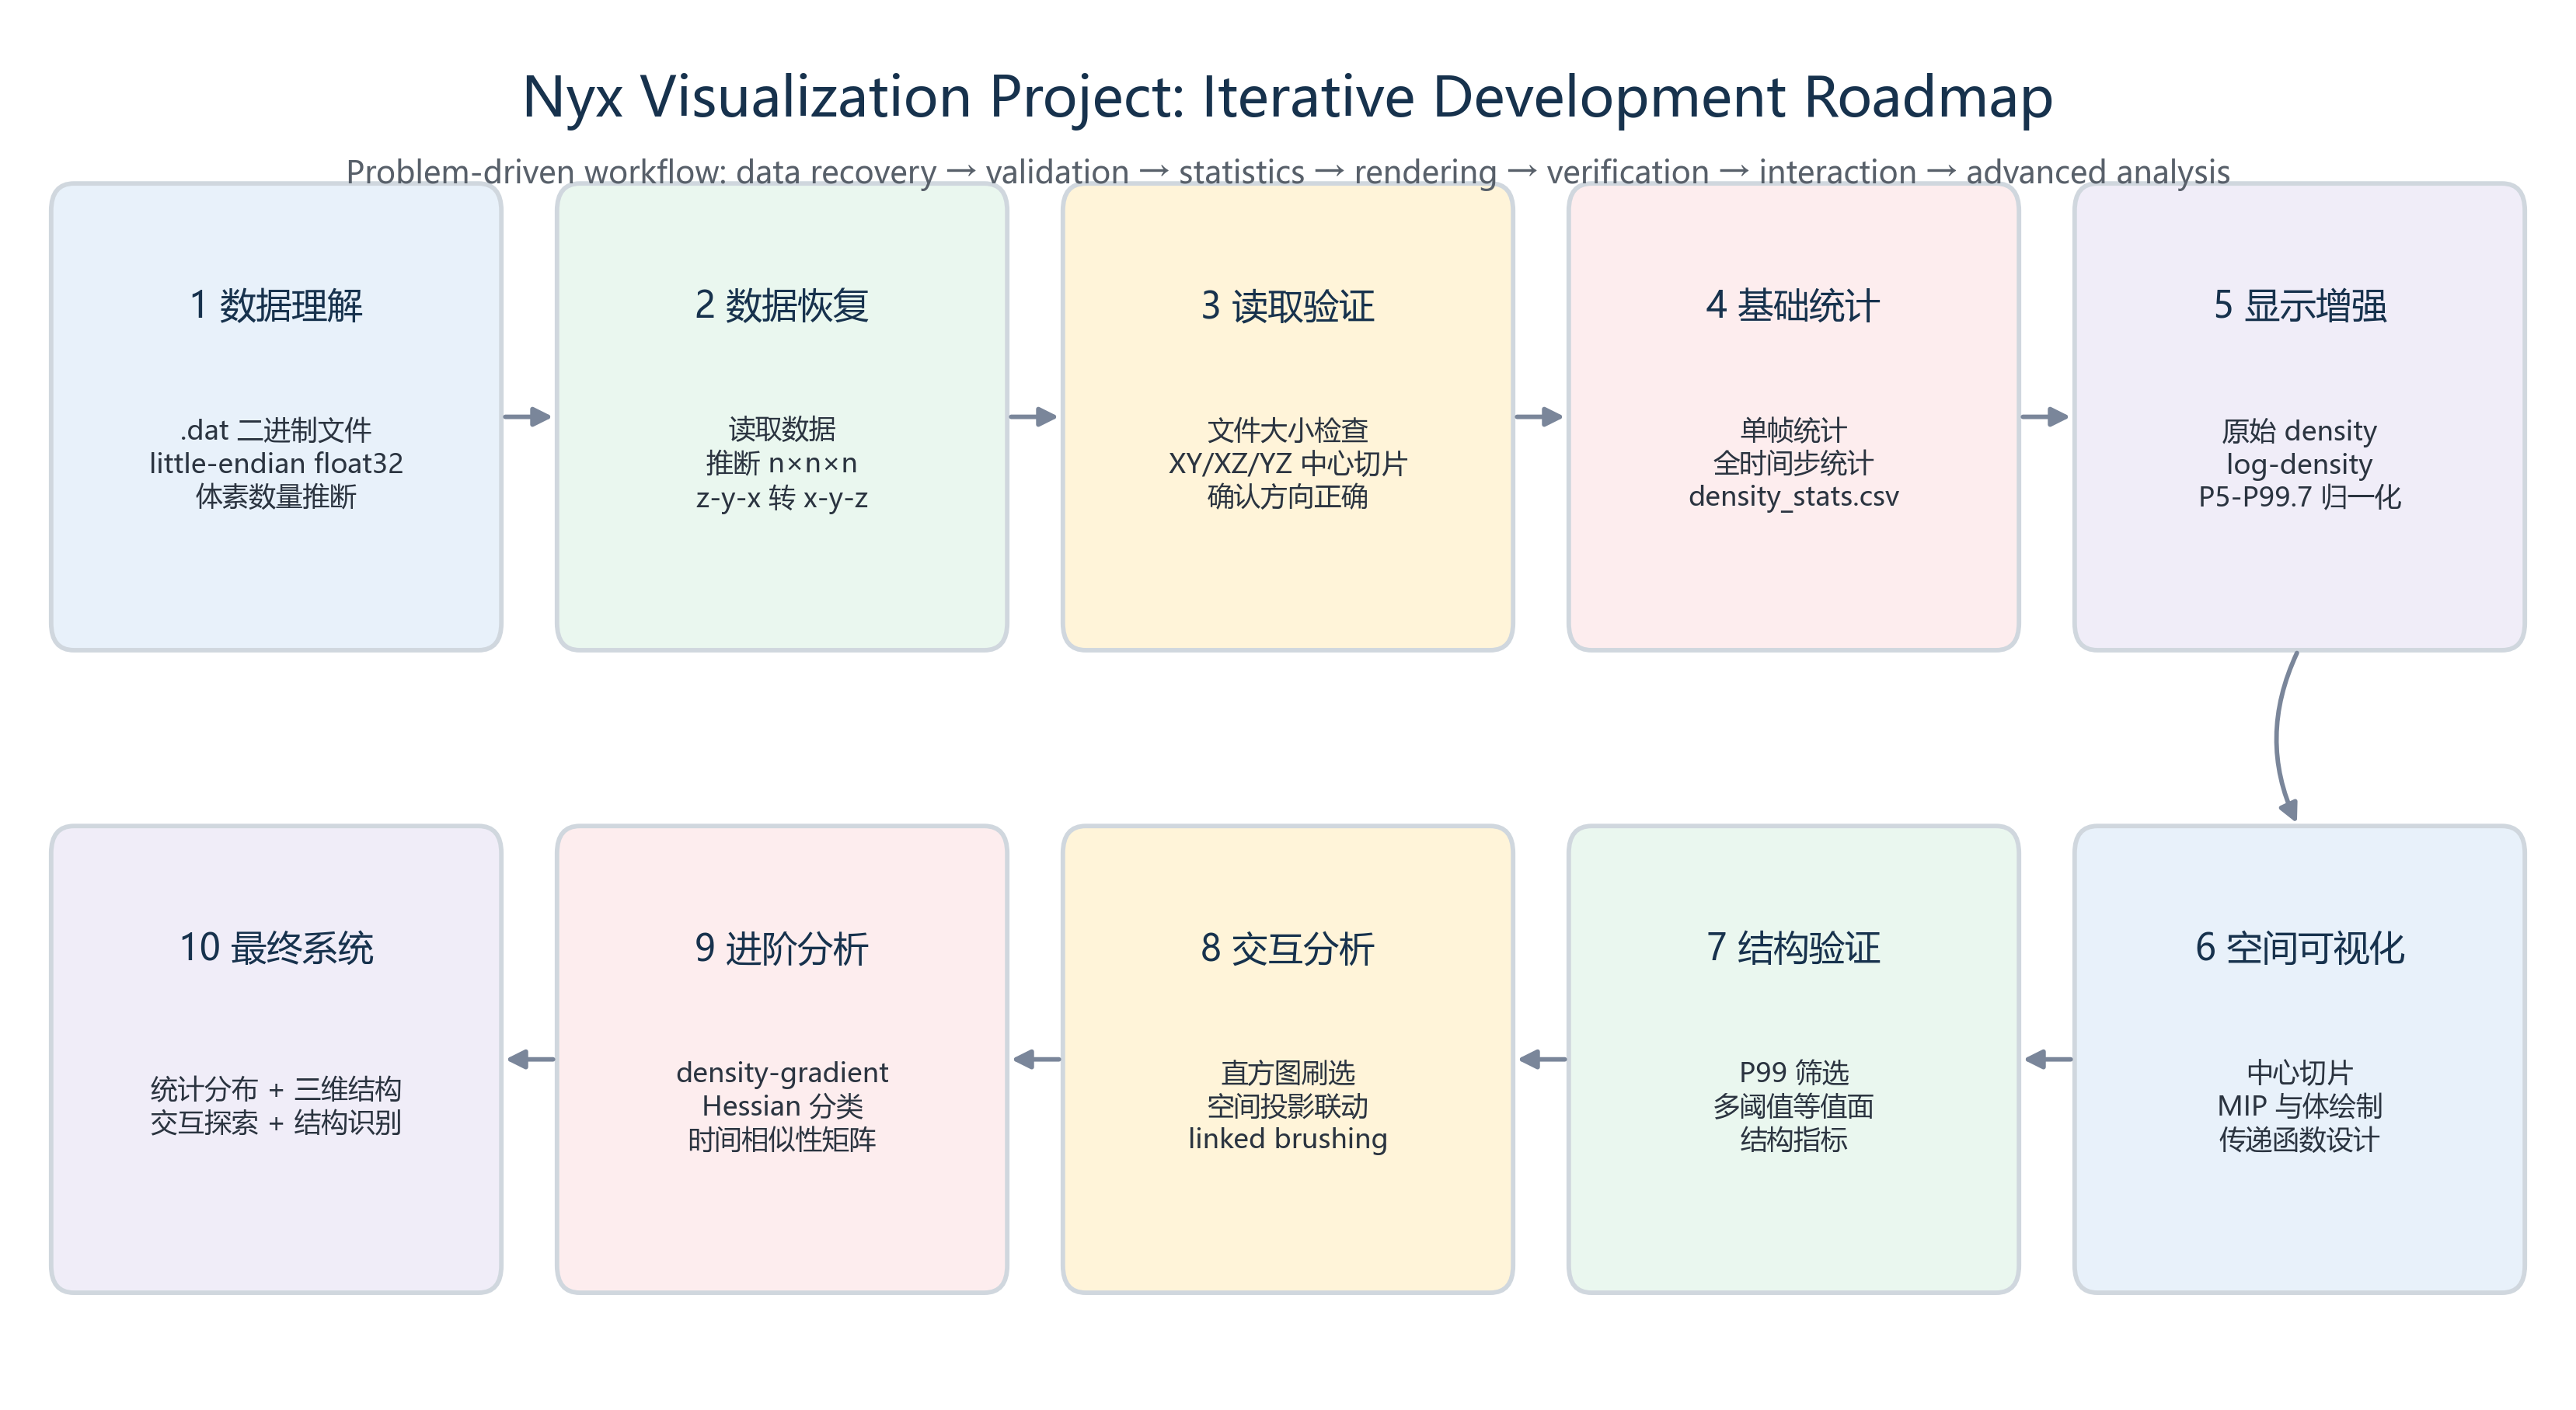 Nyx Visualization Project: Iterative Development Roadmap
Problem-driven workflow: data recovery → validation → statistics → rendering → verification → interaction → advanced analysis
1 数据理解
.dat 二进制文件
little-endian float32
体素数量推断
2 数据恢复
读取数据
推断 n×n×n
z-y-x 转 x-y-z
3 读取验证
文件大小检查
XY/XZ/YZ 中心切片
确认方向正确
4 基础统计
单帧统计
全时间步统计
density_stats.csv
5 显示增强
原始 density
log-density
P5-P99.7 归一化
6 空间可视化
中心切片
MIP 与体绘制
传递函数设计
7 结构验证
P99 筛选
多阈值等值面
结构指标
8 交互分析
直方图刷选
空间投影联动
linked brushing
9 进阶分析
density-gradient
Hessian 分类
时间相似性矩阵
10 最终系统
统计分布 + 三维结构
交互探索 + 结构识别